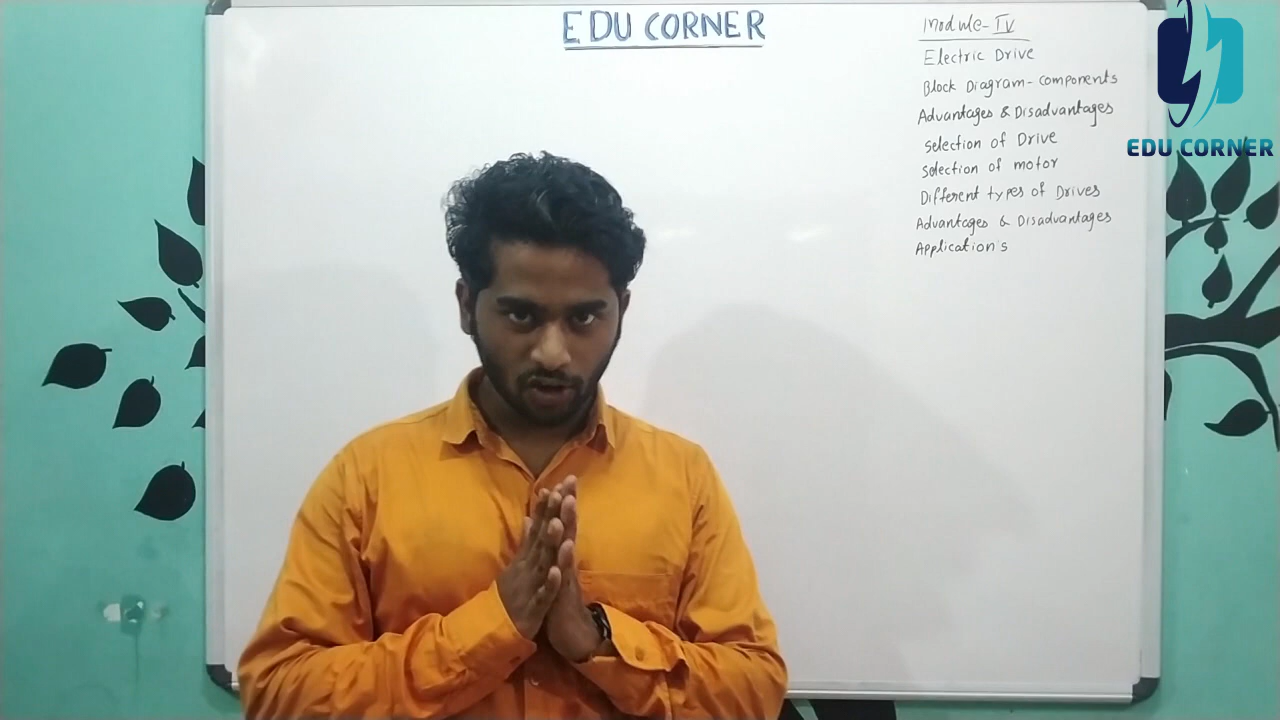 EDU CORNER
Module-IV
Electric Drive
Block Diagram-components
Advantages & Disadvantages
selection of Drive
selection of motor
Different types of Drives
Advantages & Disadvantages
Application's
EDU CORNER